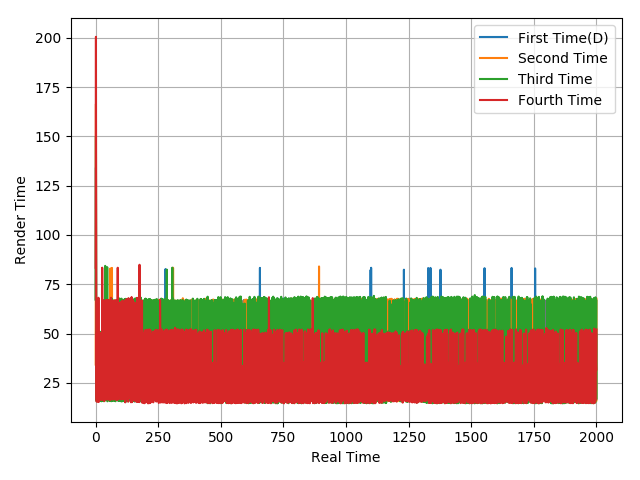 200
175
150
125
100
75
50
25
Render Time
0
250
500
750
1000
1250
1500
1750
2000
Real Time
First Time(D)
Second Time
Third Time
Fourth Time